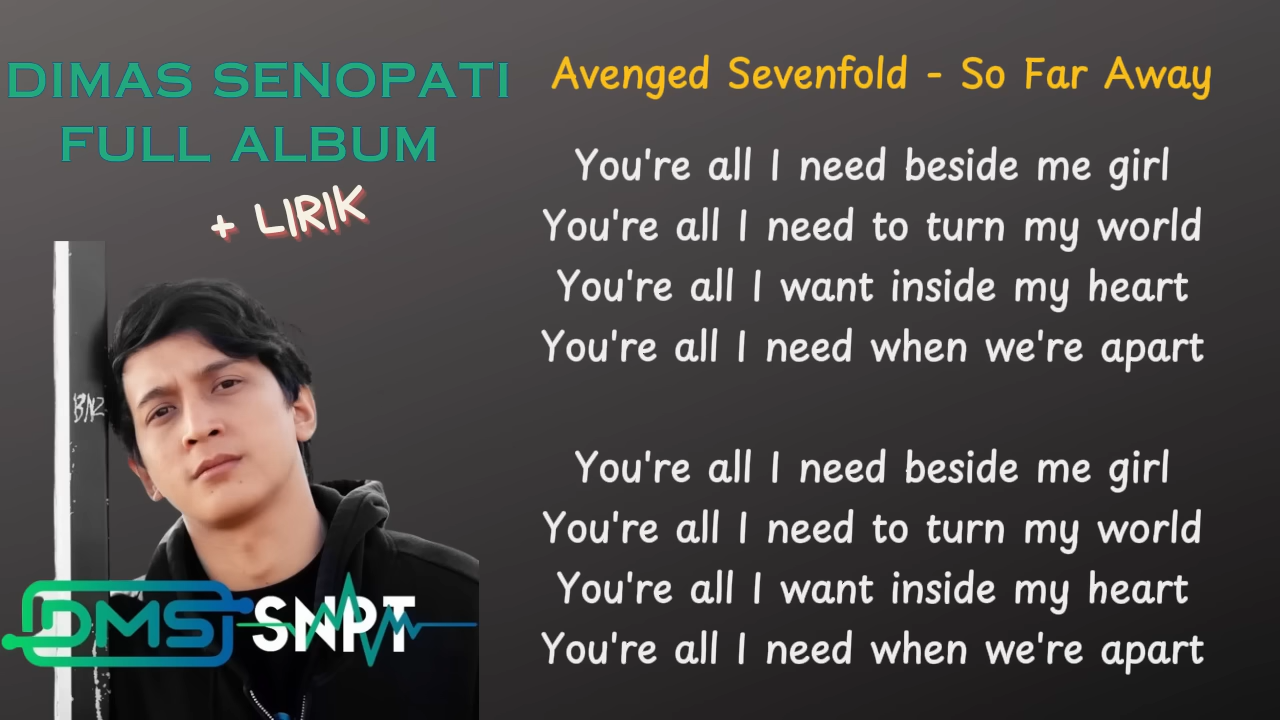 DIMAS SENOPATI
FULL ALBUM
+ LIRIK
BNZ
DMS SNPT
Avenged Sevenfold - So Far Away
You're all I need beside me girl
You're all I need to turn my world
You're all I want inside my heart
You're all I need when we're apart
You're all I need beside me girl
You're all I need to turn my world
You're all I want inside my heart
You're all I need when we're apart